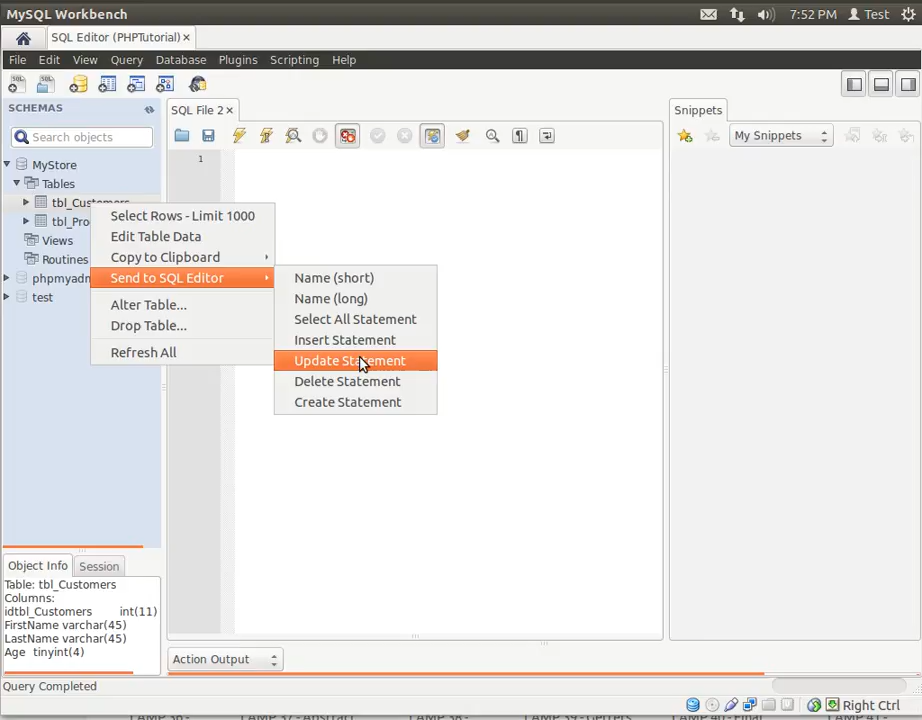 MySQL Workbench
7:52 PM
Test
SQL Editor (PHPTutorial)
File Edit View Query Database Plugins Scripting Help
SCHEMAS
SQL File 2
Snippets
Search objects
My Snippets
1
MyStore
Tables
tbl_Customers
tbl_Pro
Views
Routines
phpmyadm
test
Select Rows - Limit 1000
Edit Table Data
Copy to Clipboard
Send to SQL Editor
Alter Table...
Drop Table...
Refresh All
Name (short)
Name (long)
Select All Statement
Insert Statement
Update Statement
Delete Statement
Create Statement
Object Info
Session
Table: tbl_Customers
Columns:
idtbl_Customers int(11)
FirstName varchar(45)
LastName varchar(45)
Age tinyint(4)
Action Output
Query Completed
Right Ctrl